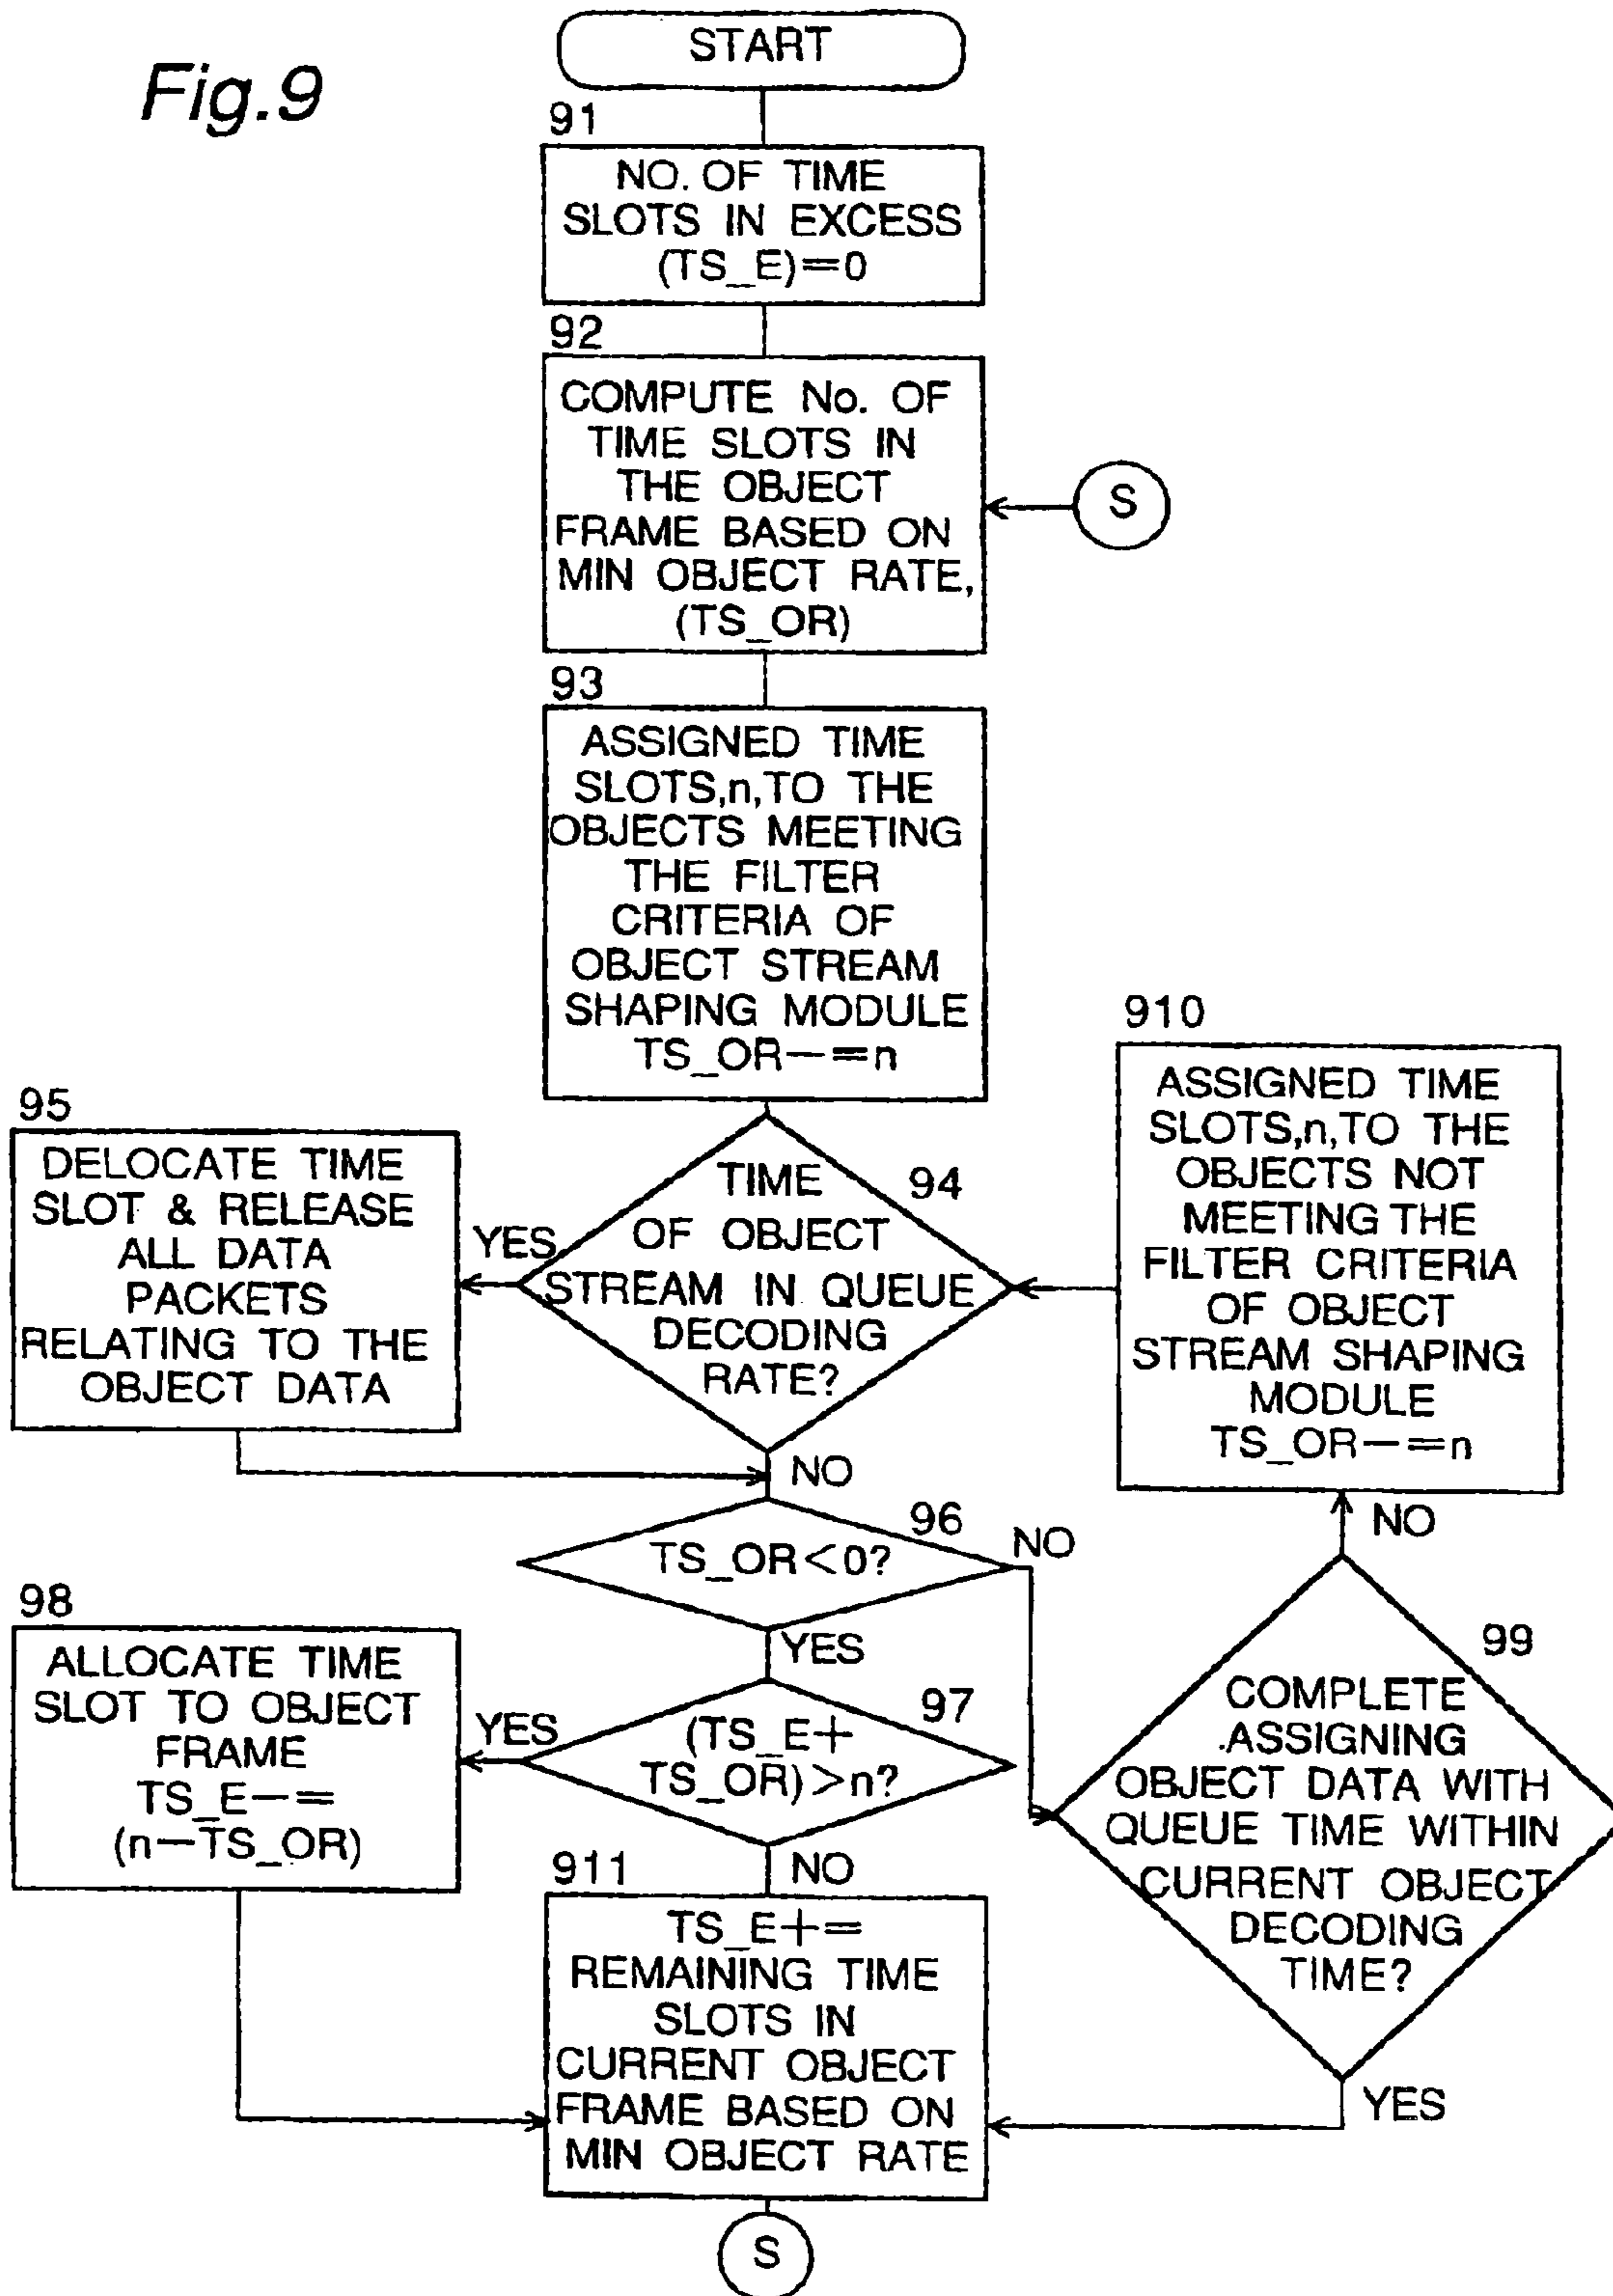 Fig.9
START
91
NO. OF TIME
SLOTS IN EXCESS
(TS_E)=0
92
COMPUTE No. OF
TIME SLOTS IN
THE OBJECT
FRAME BASED ON
MIN OBJECT RATE,
(TS_OR)
S
93
ASSIGNED TIME
SLOTS,n,TO THE
OBJECTS MEETING
THE FILTER
CRITERIA OF
OBJECT STREAM
SHAPING MODULE
TS_OR-=n
94
TIME
OF OBJECT
STREAM IN QUEUE
DECODING
RATE?
YES
NO
95
DELOCATE TIME
SLOT & RELEASE
ALL DATA
PACKETS
RELATING TO THE
OBJECT DATA
910
ASSIGNED TIME
SLOTS,n,TO THE
OBJECTS NOT
MEETING THE
FILTER CRITERIA
OF OBJECT
STREAM SHAPING
MODULE
TS_OR-=n
96
TS_OR<0?
NO
YES
97
(TS_E+
TS_OR)>n?
YES
NO
98
ALLOCATE TIME
SLOT TO OBJECT
FRAME
TS_E-=
(n-TS_OR)
99
COMPLETE
ASSIGNING
OBJECT DATA WITH
QUEUE TIME WITHIN
CURRENT OBJECT
DECODING
TIME?
NO
YES
911
TS_E+=
REMAINING TIME
SLOTS IN
CURRENT OBJECT
FRAME BASED ON
MIN OBJECT RATE
S